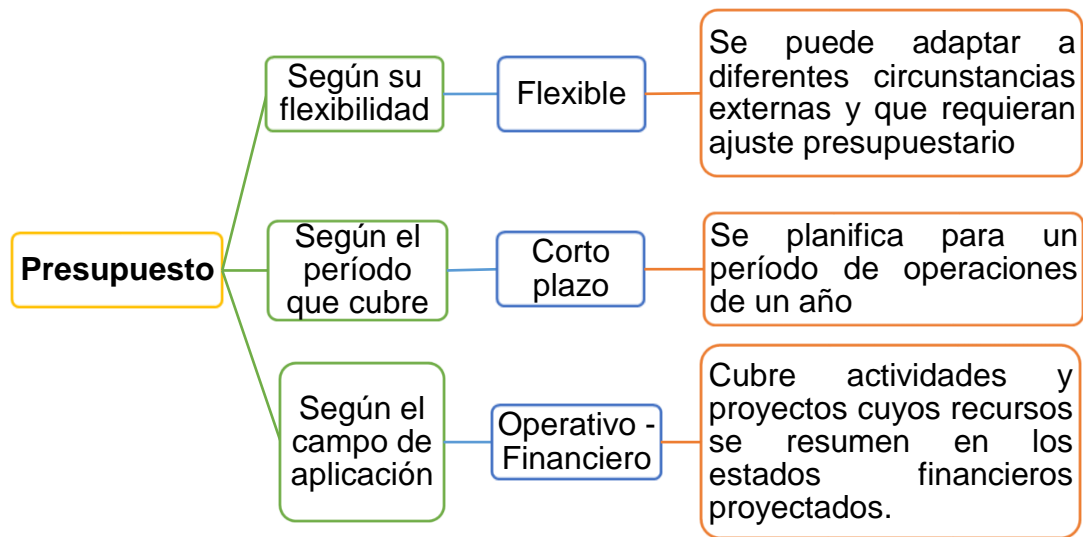 Presupuesto
Según su
flexibilidad
Flexible
Se puede adaptar a
diferentes circunstancias
externas y que requieran
ajuste presupuestario
Según el
período
que cubre
Corto
plazo
Se planifica para un
período de operaciones
de un año
Según el
campo de
aplicación
Operativo -
Financiero
Cubre actividades y
proyectos cuyos recursos
se resumen en los
estados financieros
proyectados.